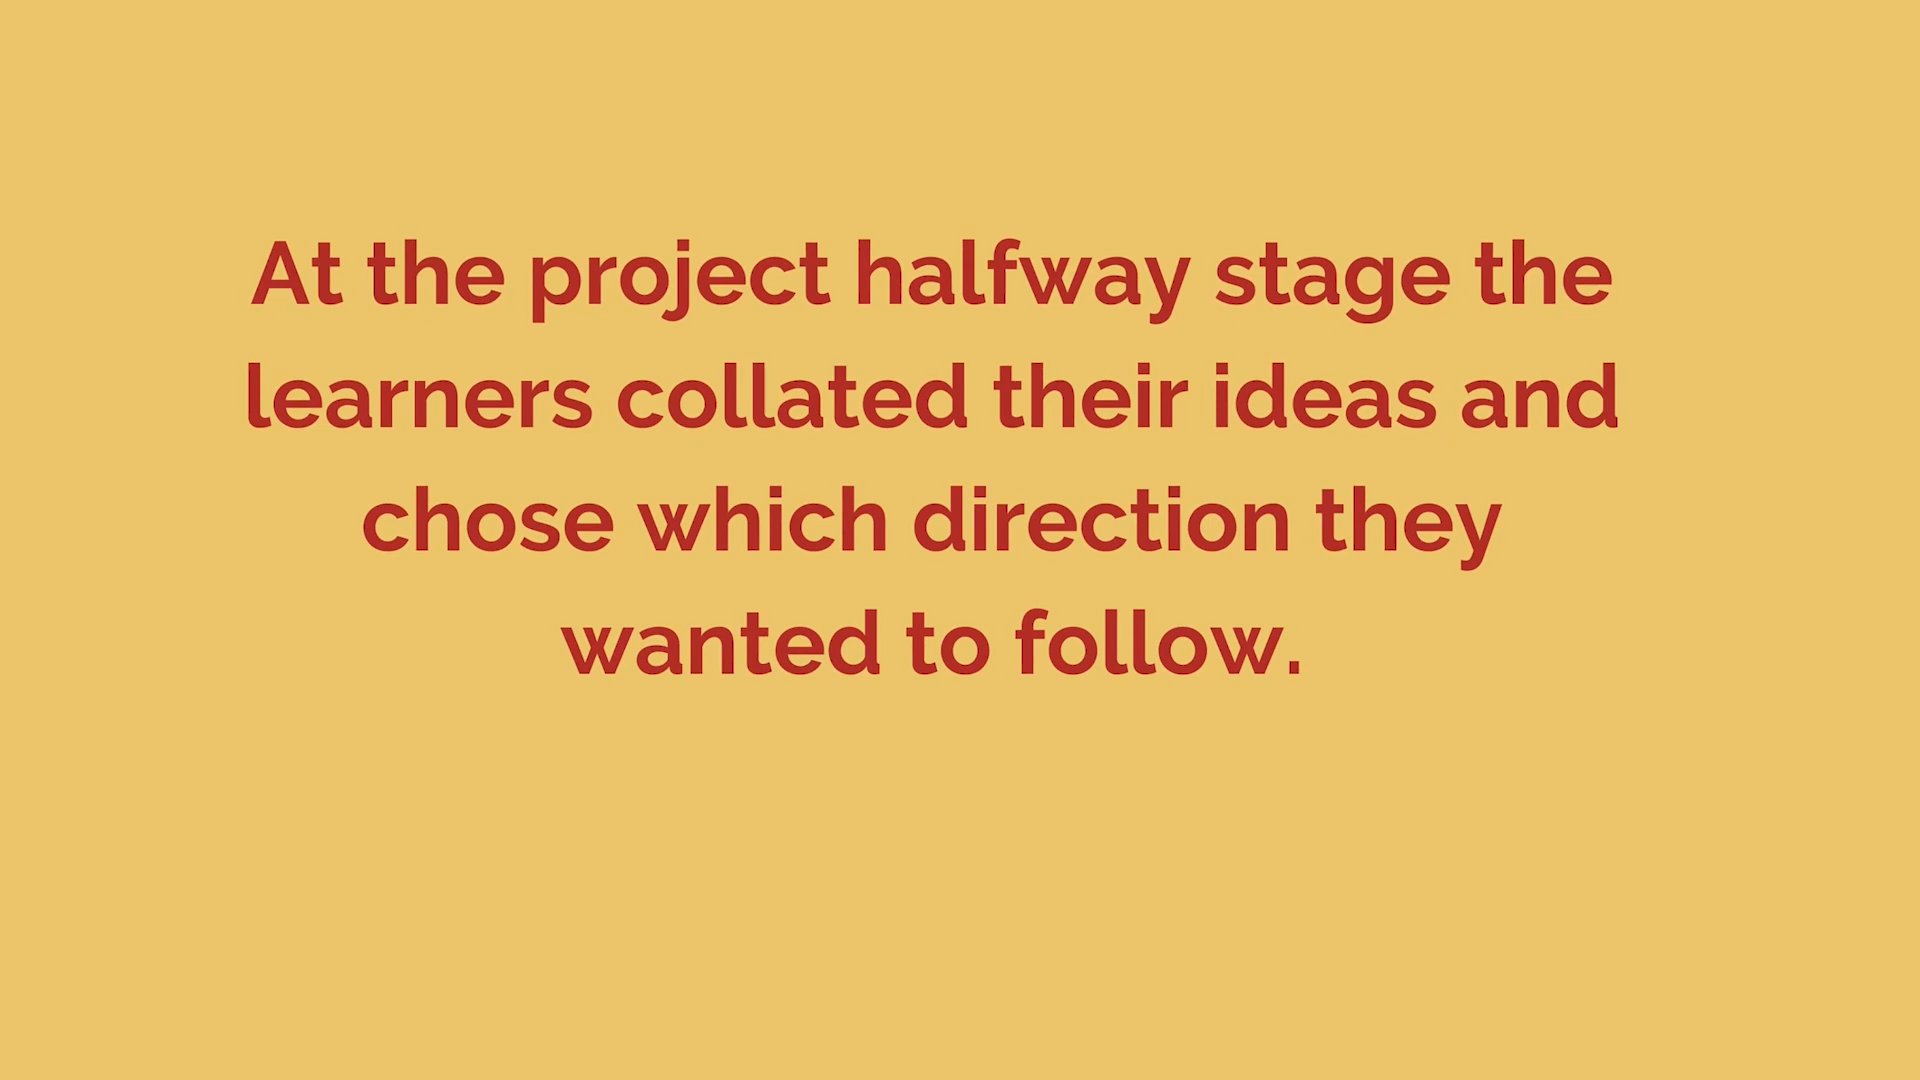 At the project halfway stage the
learners collated their ideas and
chose which direction they
wanted to follow.